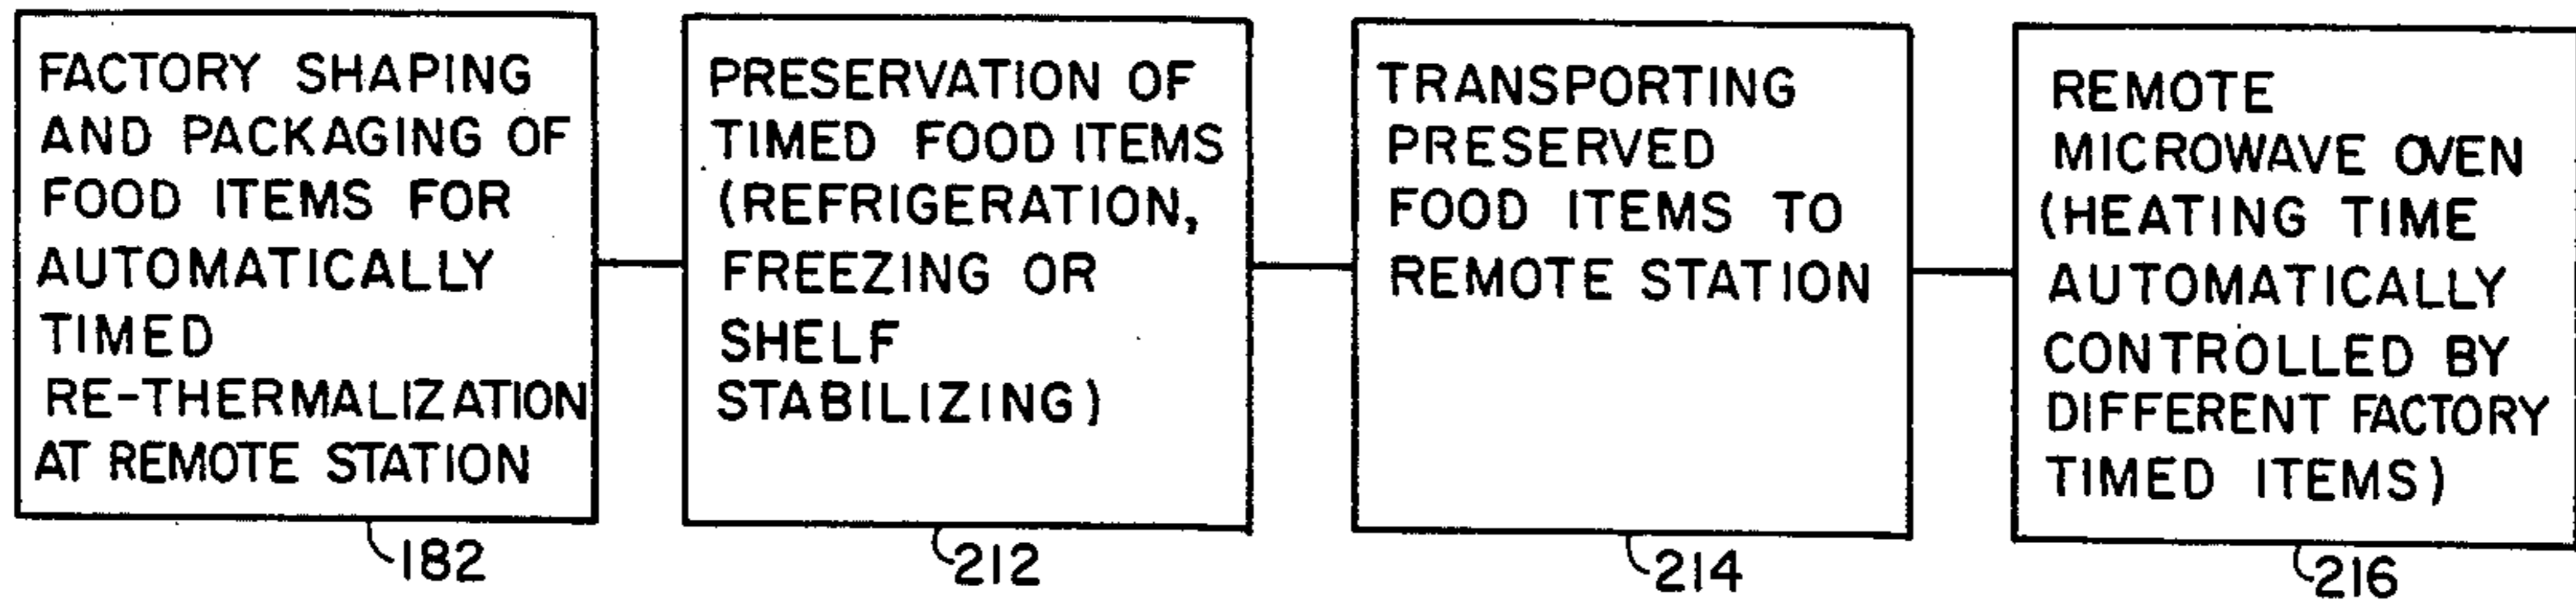 FACTORY SHAPING
AND PACKAGING OF
FOOD ITEMS FOR
AUTOMATICALLY
TIMED
RE-THERMALIZATION
AT REMOTE STATION
182
PRESERVATION OF
TIMED FOOD ITEMS
(REFRIGERATION,
FREEZING OR
SHELF
STABILIZING)
212
TRANSPORTING
PRESERVED
FOOD ITEMS TO
REMOTE STATION
214
REMOTE
MICROWAVE OVEN
(HEATING TIME
AUTOMATICALLY
CONTROLLED BY
DIFFERENT FACTORY
TIMED ITEMS)
216